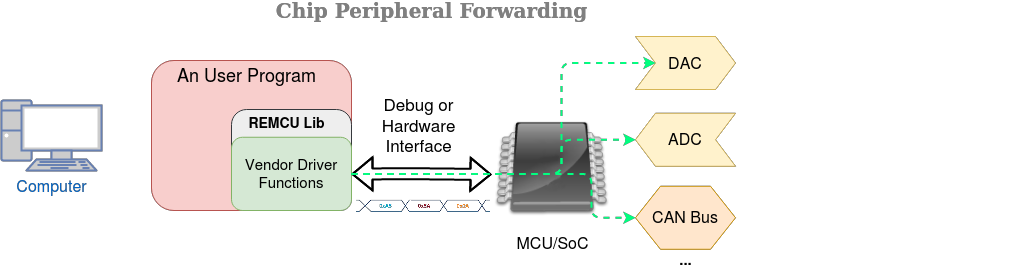 Chip Peripheral Forwarding
An User Program
REMCU Lib
Vendor Driver
Functions
Computer
Debug or
Hardware
Interface
0xA5
0x5A
0x3A
MCU/SoC
DAC
ADC
CAN Bus
...